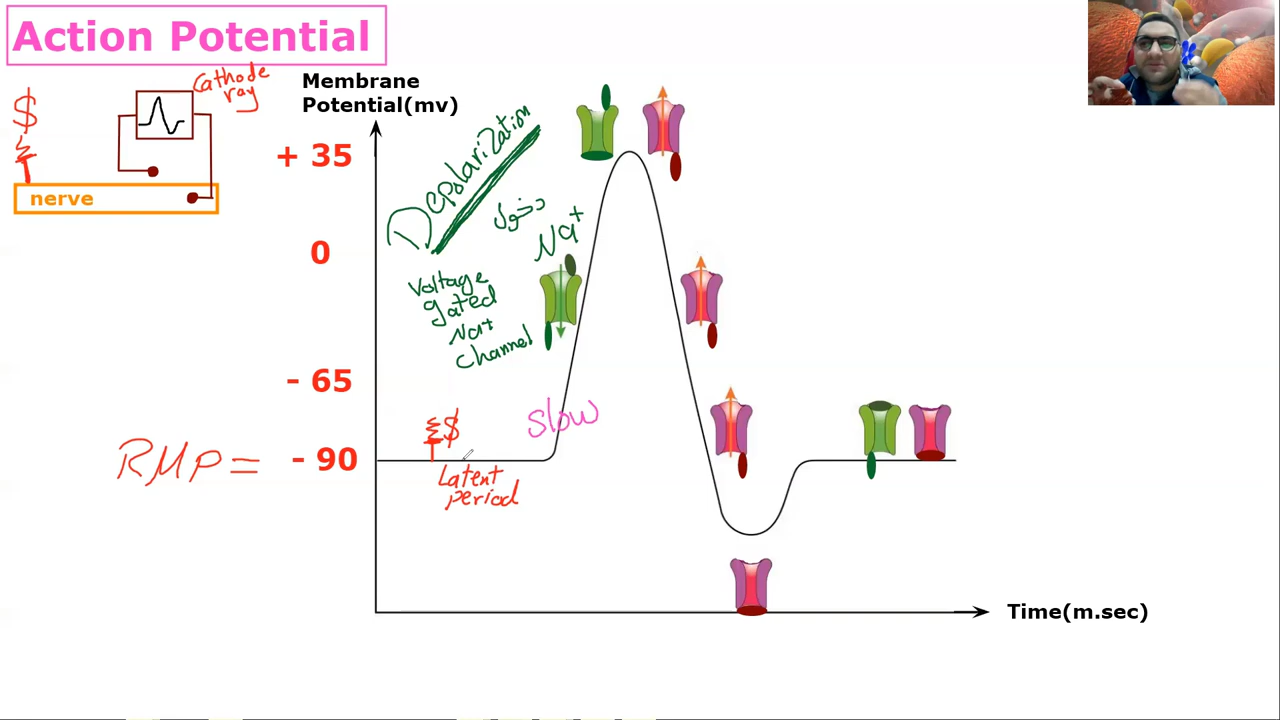 Action Potential
Cathode
ray
$
nerve
Membrane
Potential(mv)
+ 35
0
- 65
- 90
RMP =
Depolarization
دخول
Na+
Voltage
gated
Na+
channel
slow
$
Latent
period
Time(m.sec)